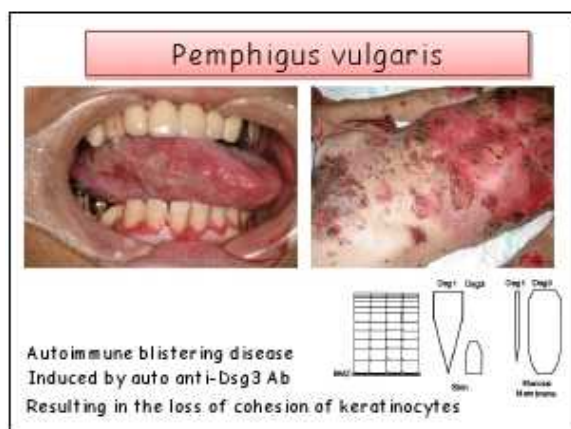 Pemphigus vulgaris
Dsg1 Dsg3 Dsg1 Dsg3
BMZ
Skin
Mucous
Membrane
Autoimmune blistering disease
Induced by auto anti-Dsg3 Ab
Resulting in the loss of cohesion of keratinocytes